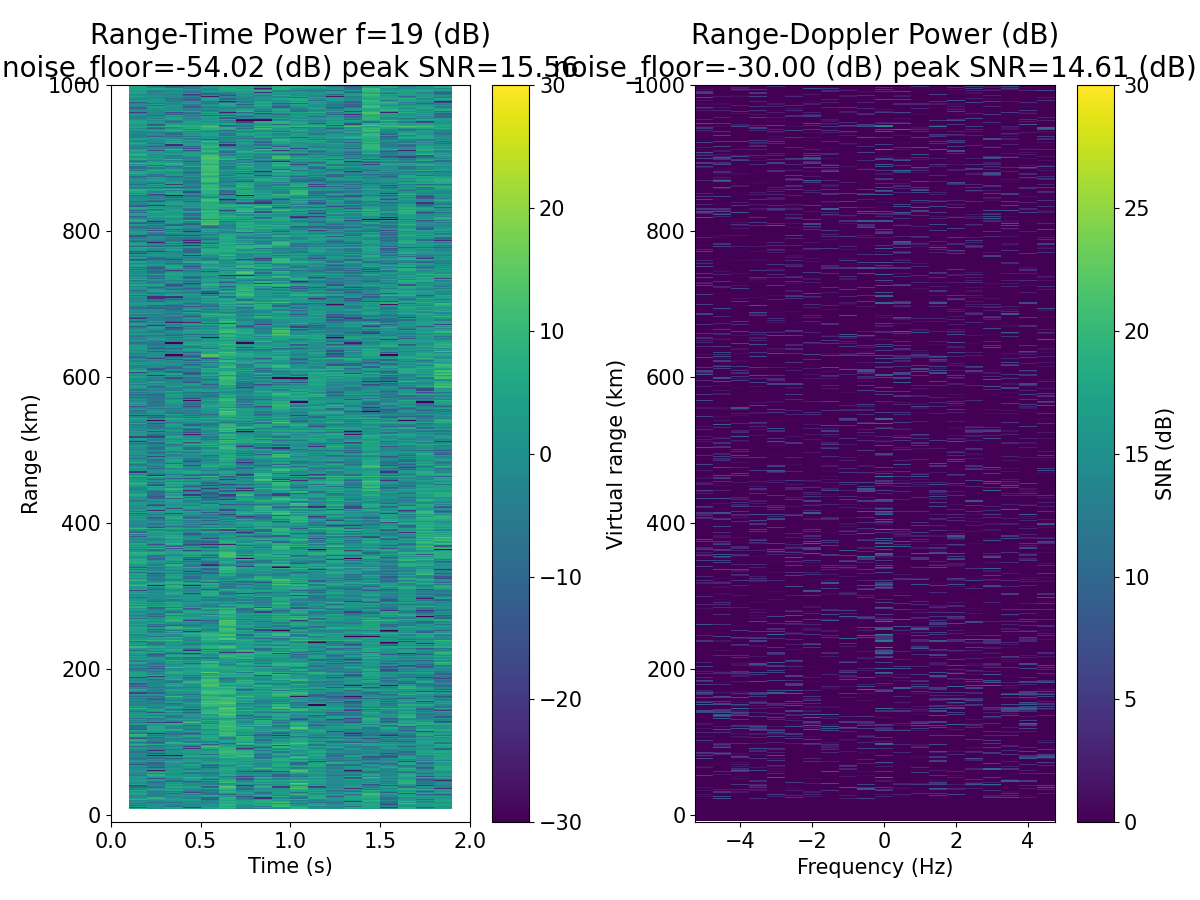 Range-Time Power f=19 (dB)
noise_floor=-54.02 (dB) peak SNR=15.56
Range (km)
1000
800
600
400
200
0
0.0 0.5 1.0 1.5 2.0
Time (s)
30
20
10
0
−10
−20
−30
Range-Doppler Power (dB)
noise_floor=-30.00 (dB) peak SNR=14.61 (dB)
Virtual range (km)
1000
800
600
400
200
0
−4 −2 0 2 4
Frequency (Hz)
30
25
20
15
10
5
0
SNR (dB)